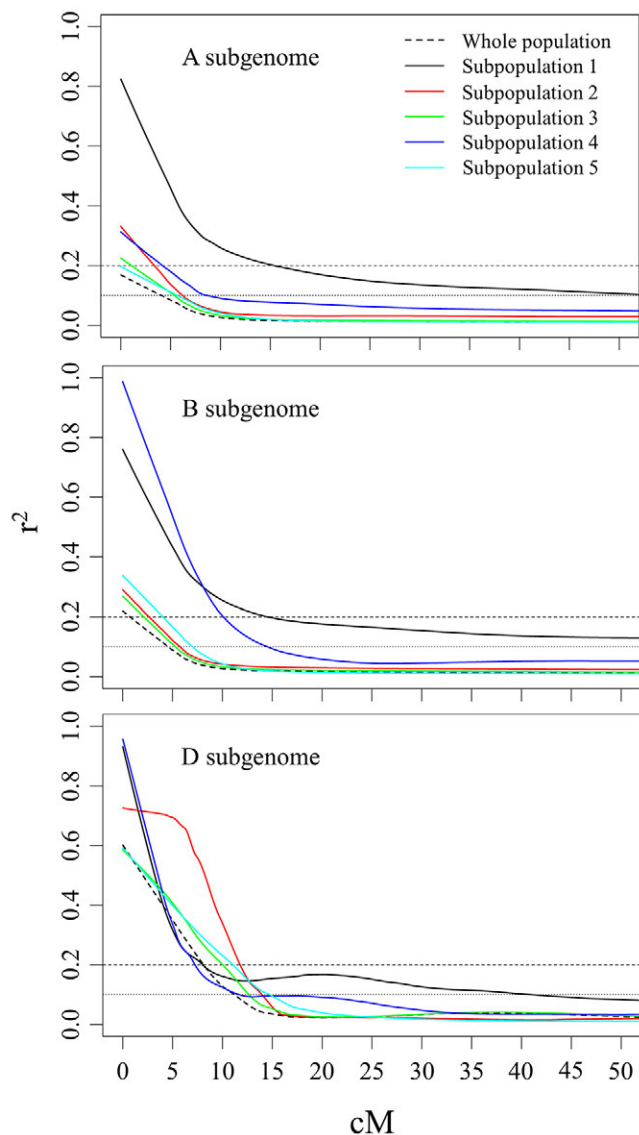 A subgenome
Whole population
Subpopulation 1
Subpopulation 2
Subpopulation 3
Subpopulation 4
Subpopulation 5
1.0
0.8
0.6
0.4
0.2
0.0
B subgenome
1.0
0.8
0.6
0.4
0.2
0.0
r²
D subgenome
1.0
0.8
0.6
0.4
0.2
0.0
0 5 10 15 20 25 30 35 40 45 50
cM